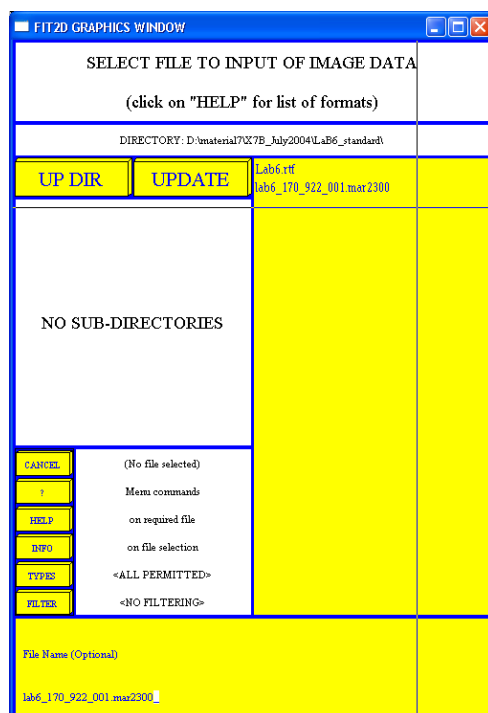 FIT2D GRAPHICS WINDOW
SELECT FILE TO INPUT OF IMAGE DATA
(click on "HELP" for list of formats)
DIRECTORY: D:\material7\X7B_July2004\LaB6_standard\
UP DIR
UPDATE
Lab6.rtf
lab6_170_922_001.mar2300
NO SUB-DIRECTORIES
CANCEL
(No file selected)
?
Menu commands
HELP
on required file
INFO
on file selection
TYPES
<ALL PERMITTED>
FILTER
<NO FILTERING>
File Name (Optional)
lab6_170_922_001.mar2300_